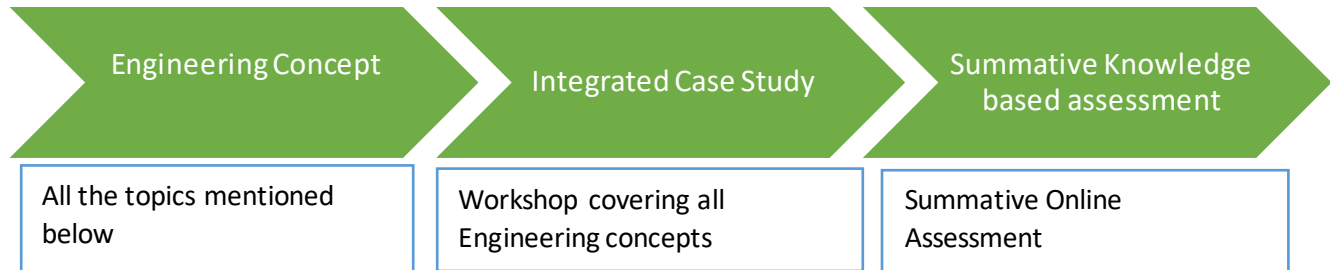 Engineering Concept
Integrated Case Study
Summative Knowledge
based assessment
All the topics mentioned
below
Workshop covering all
Engineering concepts
Summative Online
Assessment